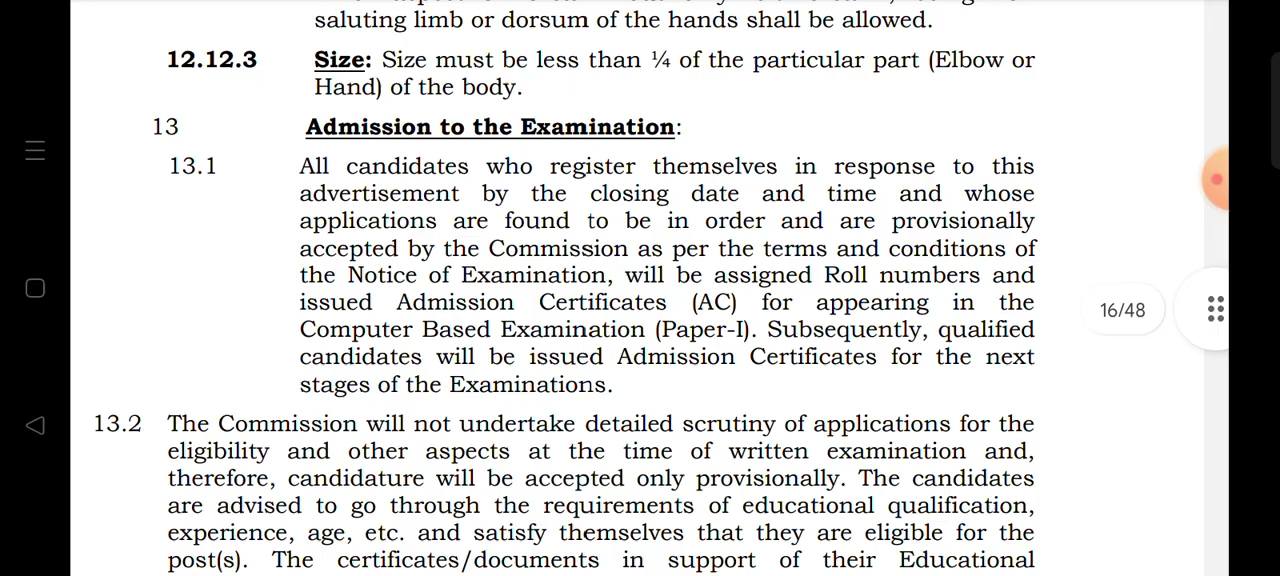 saluting limb or dorsum of the hands shall be allowed.
12.12.3 Size: Size must be less than ¼ of the particular part (Elbow or
Hand) of the body.
13 Admission to the Examination:
13.1 All candidates who register themselves in response to this
advertisement by the closing date and time and whose
applications are found to be in order and are provisionally
accepted by the Commission as per the terms and conditions of
the Notice of Examination, will be assigned Roll numbers and
issued Admission Certificates (AC) for appearing in the
Computer Based Examination (Paper-I). Subsequently, qualified
candidates will be issued Admission Certificates for the next
stages of the Examinations.
16/48
13.2 The Commission will not undertake detailed scrutiny of applications for the
eligibility and other aspects at the time of written examination and,
therefore, candidature will be accepted only provisionally. The candidates
are advised to go through the requirements of educational qualification,
experience, age, etc. and satisfy themselves that they are eligible for the
post(s). The certificates/documents in support of their Educational